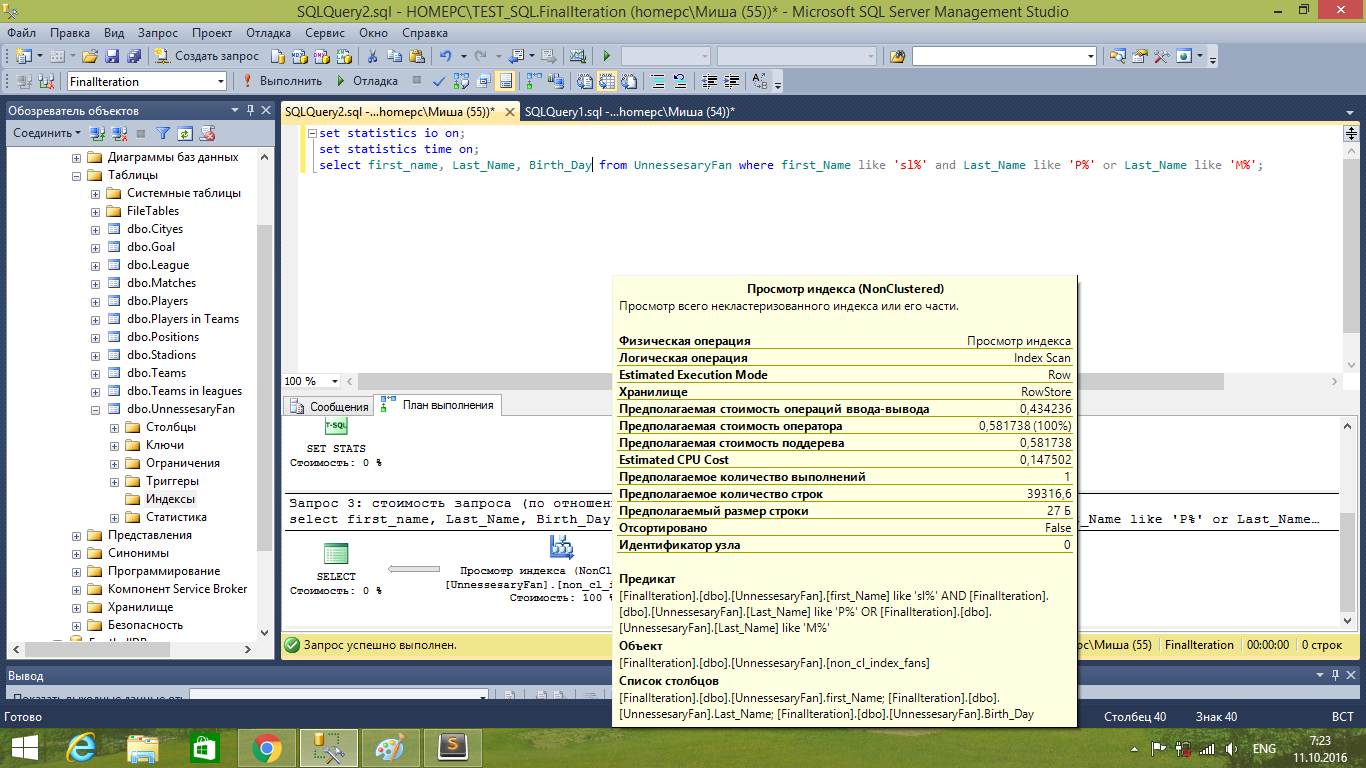 SQLQuery2.sql - HOMEPC\TEST_SQL.FinalIteration (homepc\Миша (55))* - Microsoft SQL Server Management Studio
Файл Правка Вид Запрос Проект Отладка Сервис Окно Справка
Создать запрос
FinalIteration Выполнить Отладка
Обозреватель объектов
SQLQuery2.sql -...homepc\Миша (55))* SQLQuery1.sql -...homepc\Миша (54))*
Соединить
Диаграммы баз данных
Таблицы
Системные таблицы
FileTables
dbo.Cityes
dbo.Goal
dbo.League
dbo.Matches
dbo.Players
dbo.Players in Teams
dbo.Positions
dbo.Stadions
dbo.Teams
dbo.Teams in leagues
dbo.UnnessesaryFan
Столбцы
Ключи
Ограничения
Триггеры
Индексы
Статистика
Представления
Синонимы
Программирование
Компонент Service Broker
Хранилище
Безопасность
set statistics io on;
set statistics time on;
select first_name, Last_Name, Birth_Day from UnnessesaryFan where first_Name like 'sl%' and Last_Name like 'P%' or Last_Name like 'M%';
100 %
Сообщения План выполнения
T-SQL
SET STATS
Стоимость: 0 %
Запрос 3: стоимость запроса (по отношен
select first_name, Last_Name, Birth_Day
_Name like 'P%' or Last_Name…
SELECT
Стоимость: 0 %
Просмотр индекса (NonCl
[UnnessesaryFan].[non_cl_i
Стоимость: 100 %
Просмотр индекса (NonClustered)
Просмотр всего некластеризованного индекса или его части.
Физическая операция Просмотр индекса
Логическая операция Index Scan
Estimated Execution Mode Row
Хранилище RowStore
Предполагаемая стоимость операций ввода-вывода 0,434236
Предполагаемая стоимость оператора 0,581738 (100%)
Предполагаемая стоимость поддерева 0,581738
Estimated CPU Cost 0,147502
Предполагаемое количество выполнений 1
Предполагаемое количество строк 39316,6
Предполагаемый размер строки 27 Б
Отсортировано False
Идентификатор узла 0
Предикат
[FinalIteration].[dbo].[UnnessesaryFan].[first_Name] like 'sl%' AND [FinalIteration].
[dbo].[UnnessesaryFan].[Last_Name] like 'P%' OR [FinalIteration].[dbo].
[UnnessesaryFan].[Last_Name] like 'M%'
Объект
[FinalIteration].[dbo].[UnnessesaryFan].[non_cl_index_fans]
Список столбцов
[FinalIteration].[dbo].[UnnessesaryFan].first_Name; [FinalIteration].[dbo].
[UnnessesaryFan].Last_Name; [FinalIteration].[dbo].[UnnessesaryFan].Birth_Day
Запрос успешно выполнен.
pc\Миша (55) FinalIteration 00:00:00 0 строк
Вывод
Показать выходные данные от
Готово
Столбец 40 Знак 40 ВСТ
ENG
7:23
11.10.2016